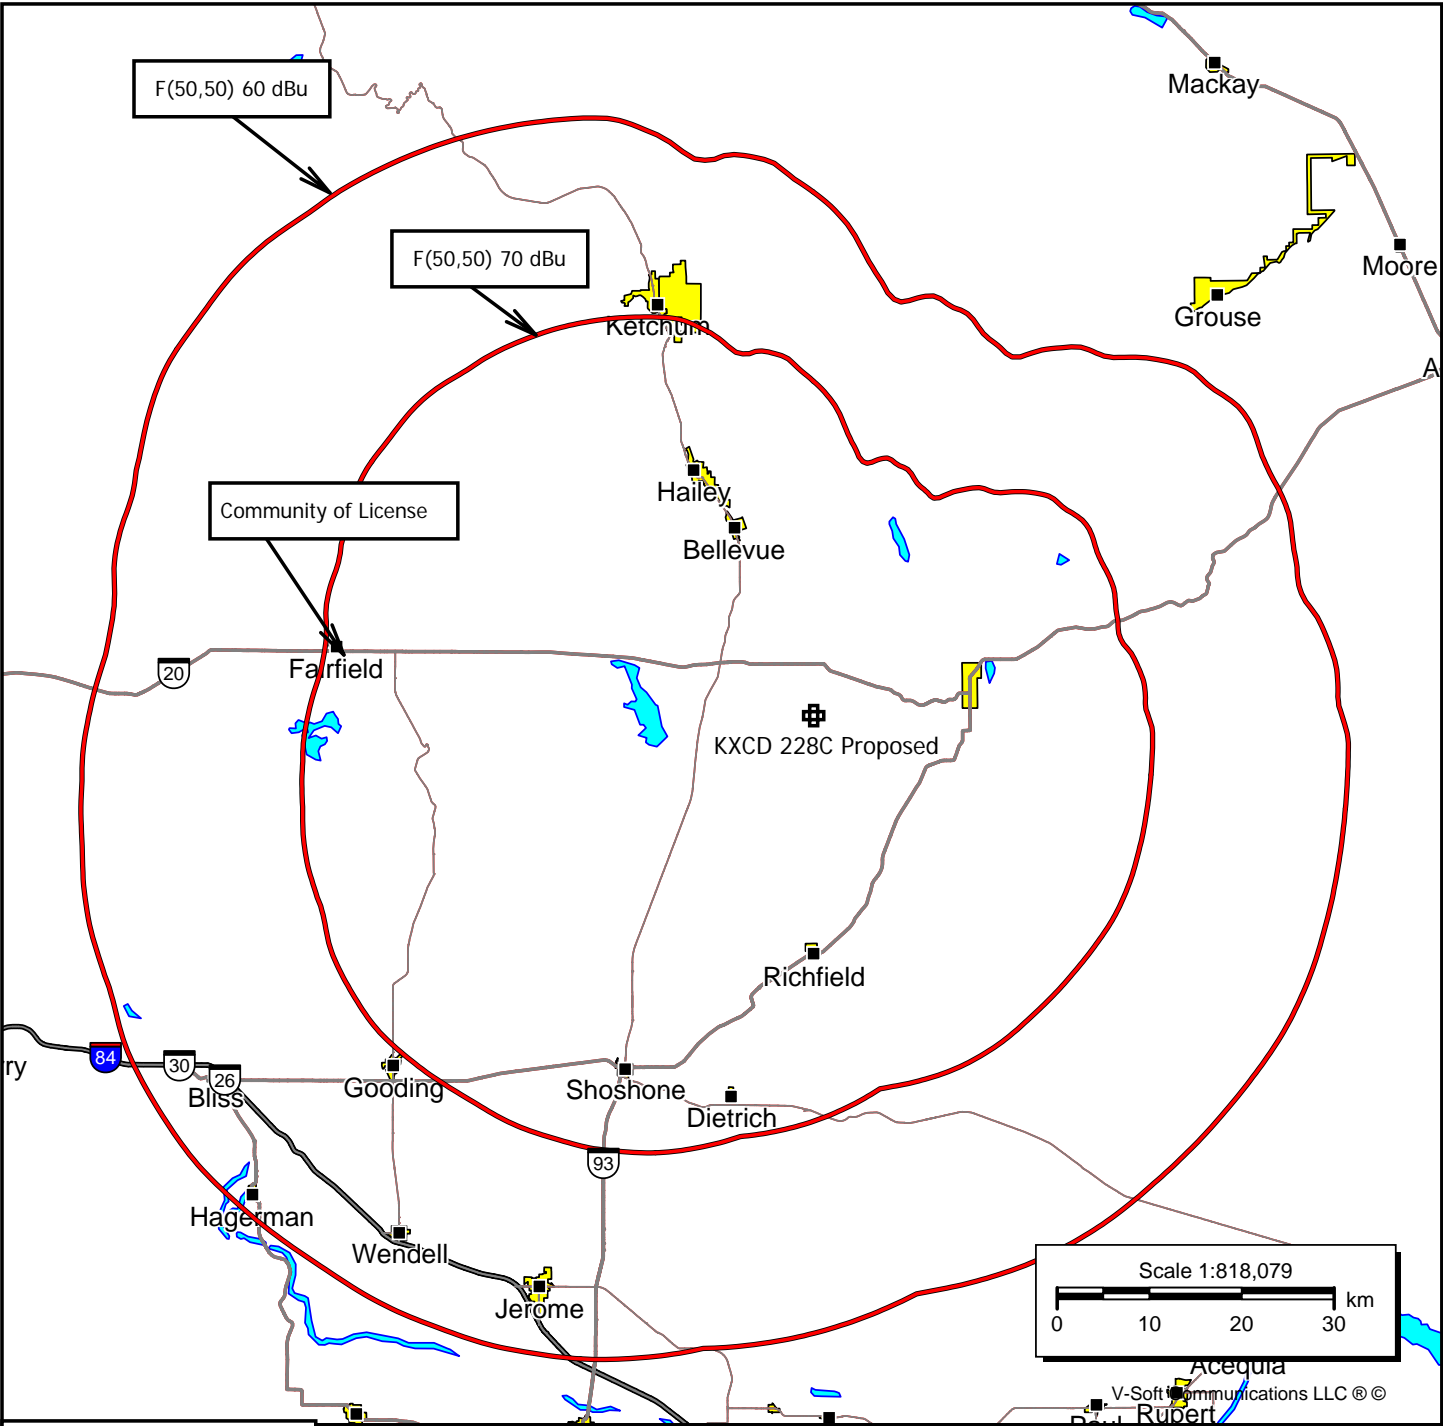 F(50,50) 60 dBu
Mackay
F(50,50) 70 dBu
Moore
Ketchum
Grouse
A
Hailey
Community of License
Bellevue
Fairfield
20
KXCD 228C Proposed
Richfield
84
30
26
ry
Gooding
Bliss
Shoshone
Dietrich
93
Hagerman
Wendell
Jerome
Scale 1:818,079
km
0 10 20 30
Acequia
V-Soft Communications LLC ® ©
Rupert